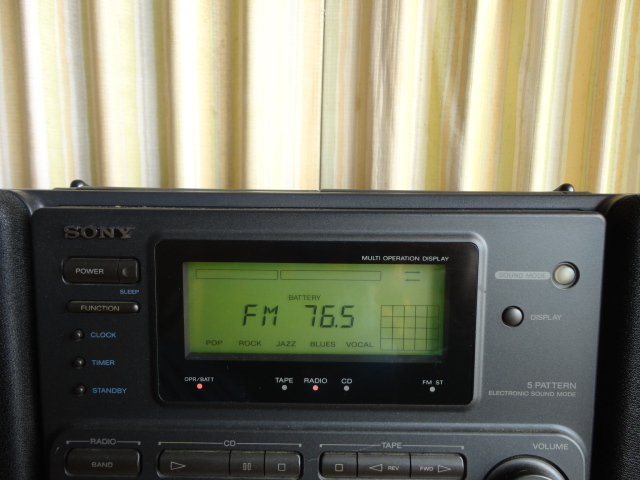 SONY
MULTI OPERATION DISPLAY
POWER
SLEEP
FUNCTION
CLOCK
TIMER
STANDBY
BATTERY
FM 76.5
POP ROCK JAZZ BLUES VOCAL
OPR/BATT TAPE RADIO CD FM ST
SOUND MODE
DISPLAY
5 PATTERN
ELECTRONIC SOUND MODE
RADIO CD TAPE VOLUME
BAND REV FWD